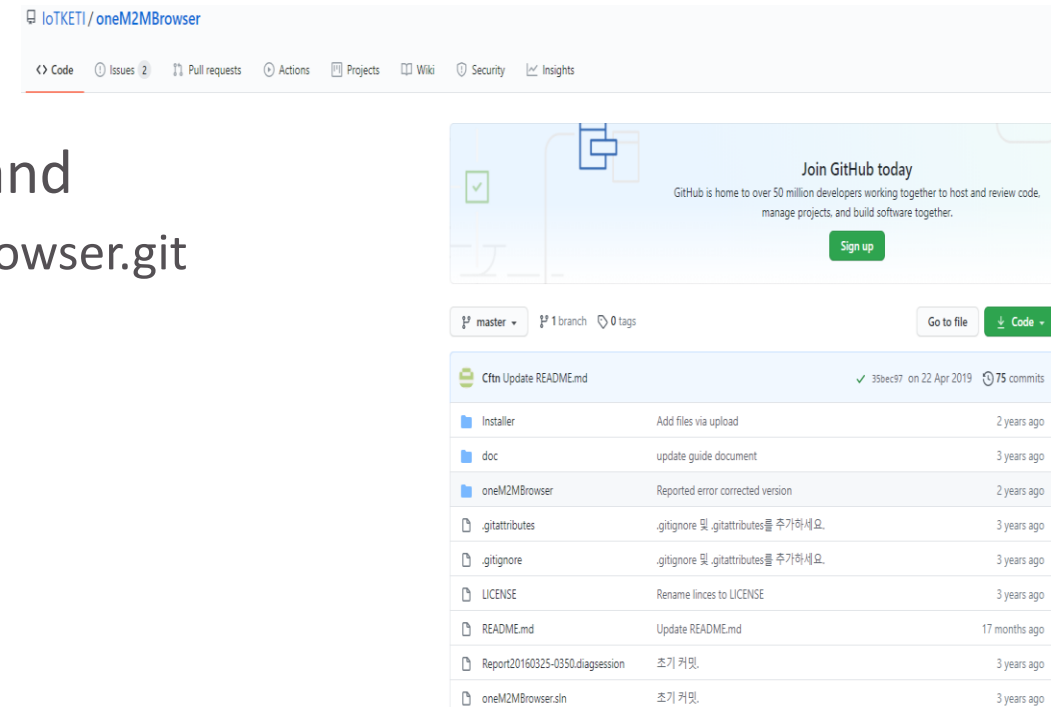 IoTKETI / oneM2MBrowser
Code Issues 2 Pull requests Actions Projects Wiki Security Insights
and
owser.git
Join GitHub today
GitHub is home to over 50 million developers working together to host and review code,
manage projects, and build software together.
Sign up
master 1 branch 0 tags Go to file Code
Cftn Update README.md 35bec97 on 22 Apr 2019 75 commits
Installer Add files via upload 2 years ago
doc update guide document 3 years ago
oneM2MBrowser Reported error corrected version 2 years ago
.gitattributes .gitignore 및 .gitattributes를 추가하세요. 3 years ago
.gitignore .gitignore 및 .gitattributes를 추가하세요. 3 years ago
LICENSE Rename linces to LICENSE 3 years ago
README.md Update README.md 17 months ago
Report20160325-0350.diagsession 초기 커밋. 3 years ago
oneM2MBrowser.sln 초기 커밋. 3 years ago